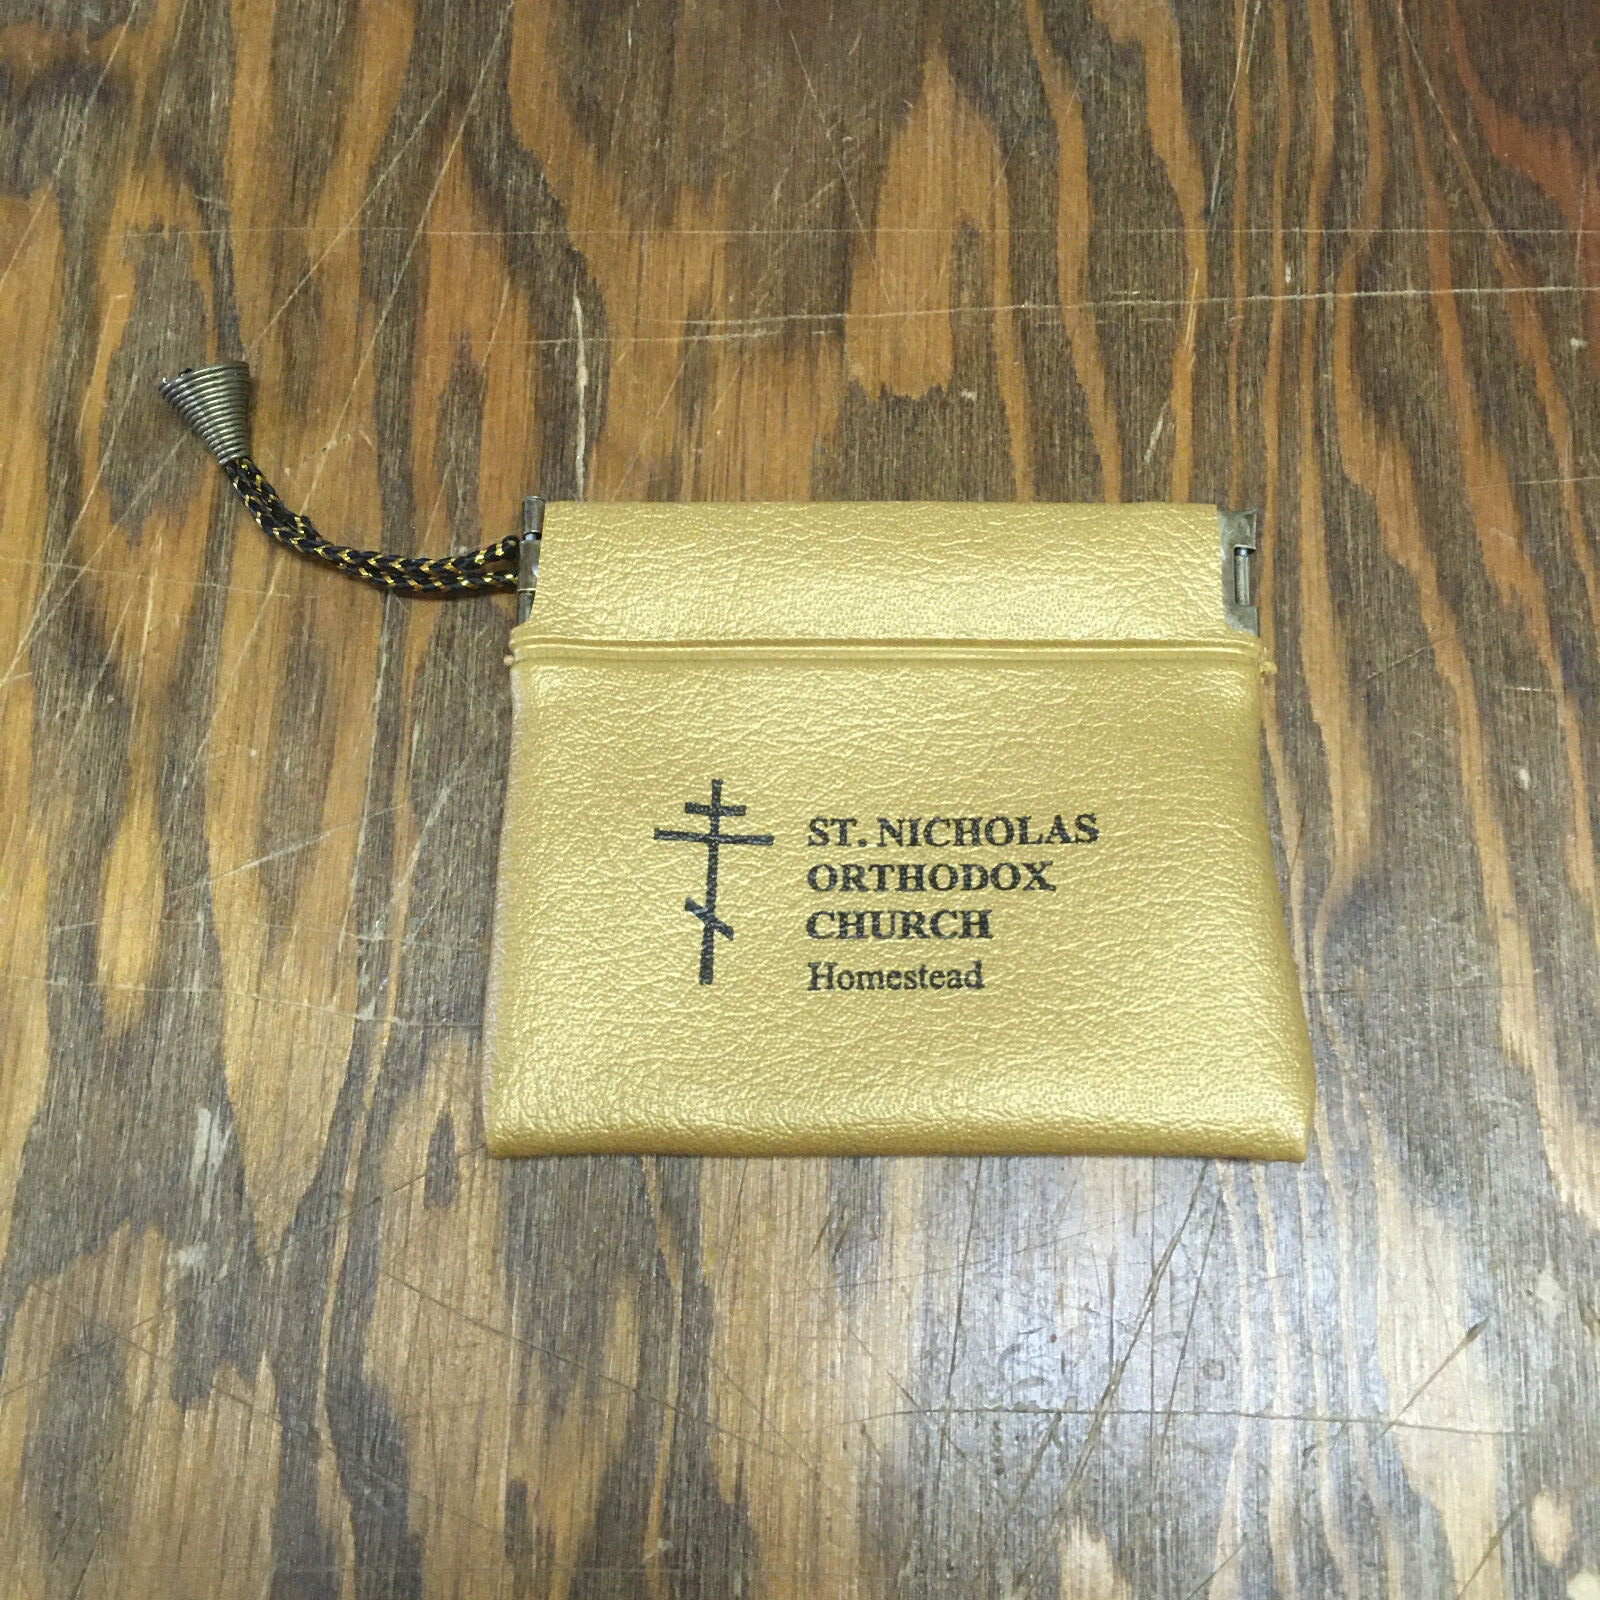 ST. NICHOLAS
ORTHODOX
CHURCH
Homestead